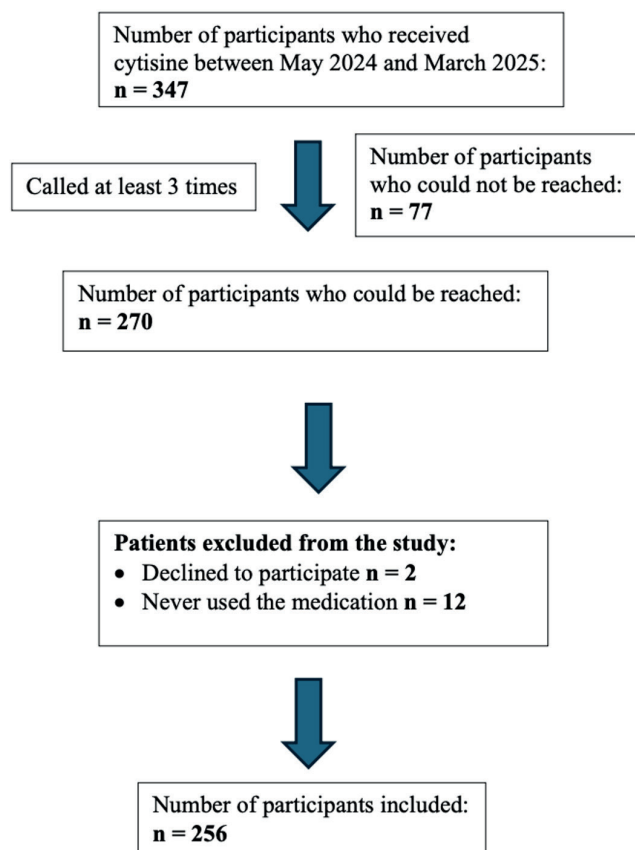 Number of participants who received
cytisine between May 2024 and March 2025:
n = 347
Called at least 3 times
Number of participants
who could not be reached:
n = 77
Number of participants who could be reached:
n = 270
Patients excluded from the study:
• Declined to participate n = 2
• Never used the medication n = 12
Number of participants included:
n = 256